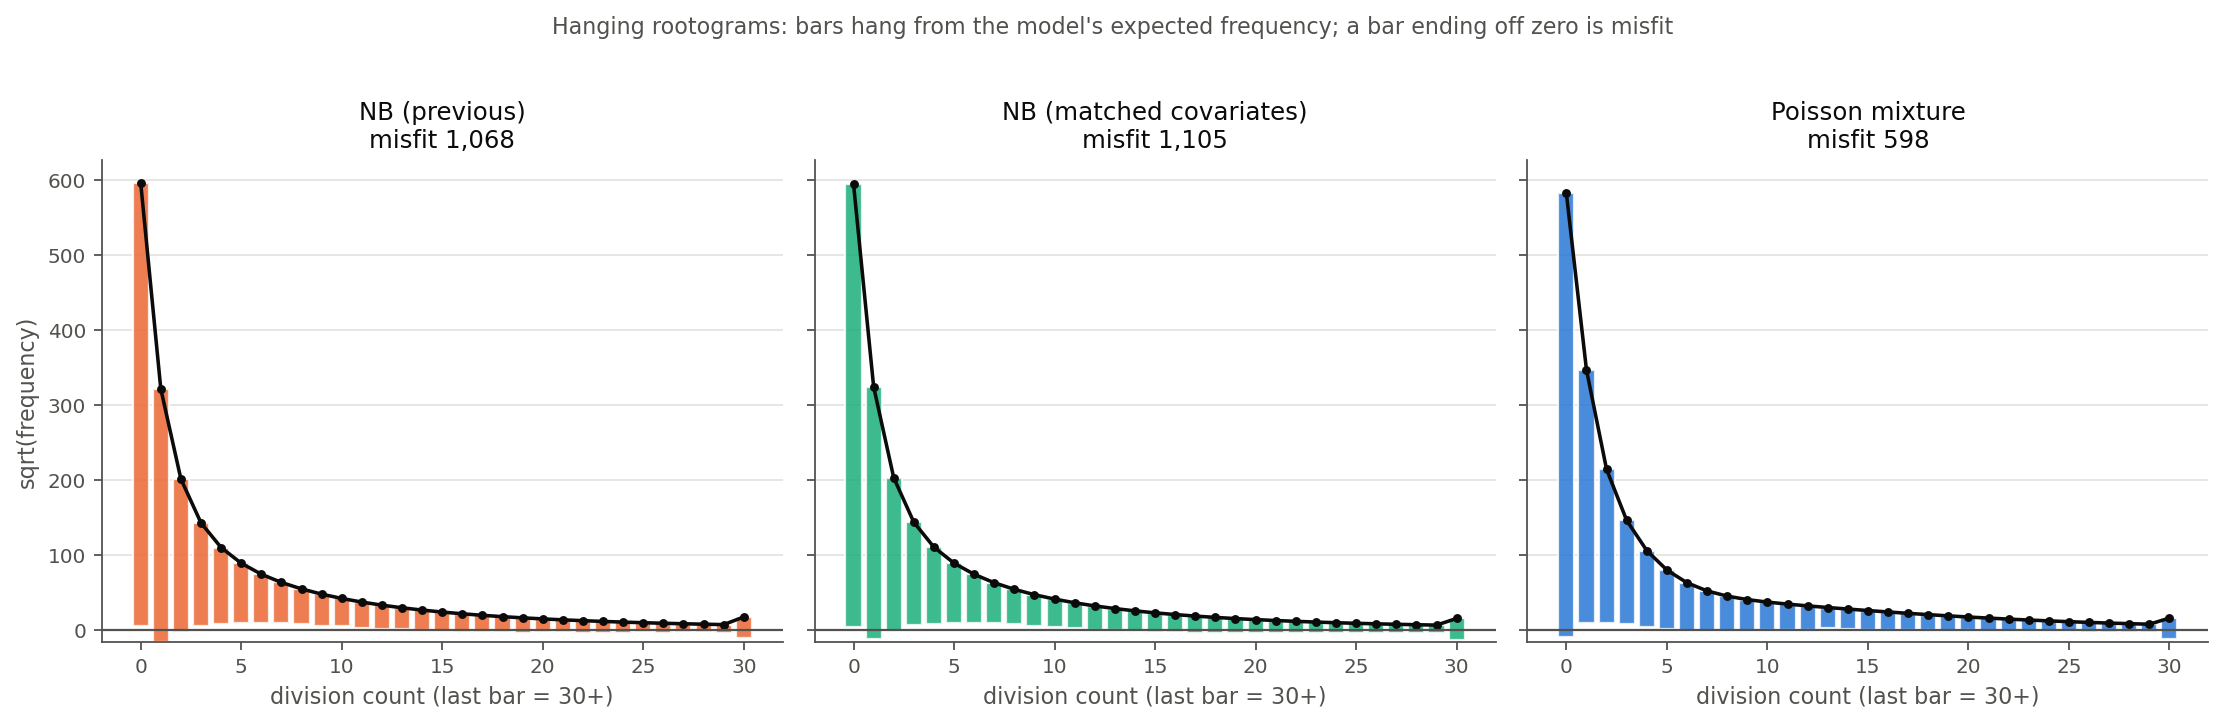 Hanging rootograms: bars hang from the model's expected frequency; a bar ending off zero is misfit
NB (previous)
misfit 1,068
NB (matched covariates)
misfit 1,105
Poisson mixture
misfit 598
sqrt(frequency)
600
500
400
300
200
100
0
0 5 10 15 20 25 30
0 5 10 15 20 25 30
0 5 10 15 20 25 30
division count (last bar = 30+)
division count (last bar = 30+)
division count (last bar = 30+)